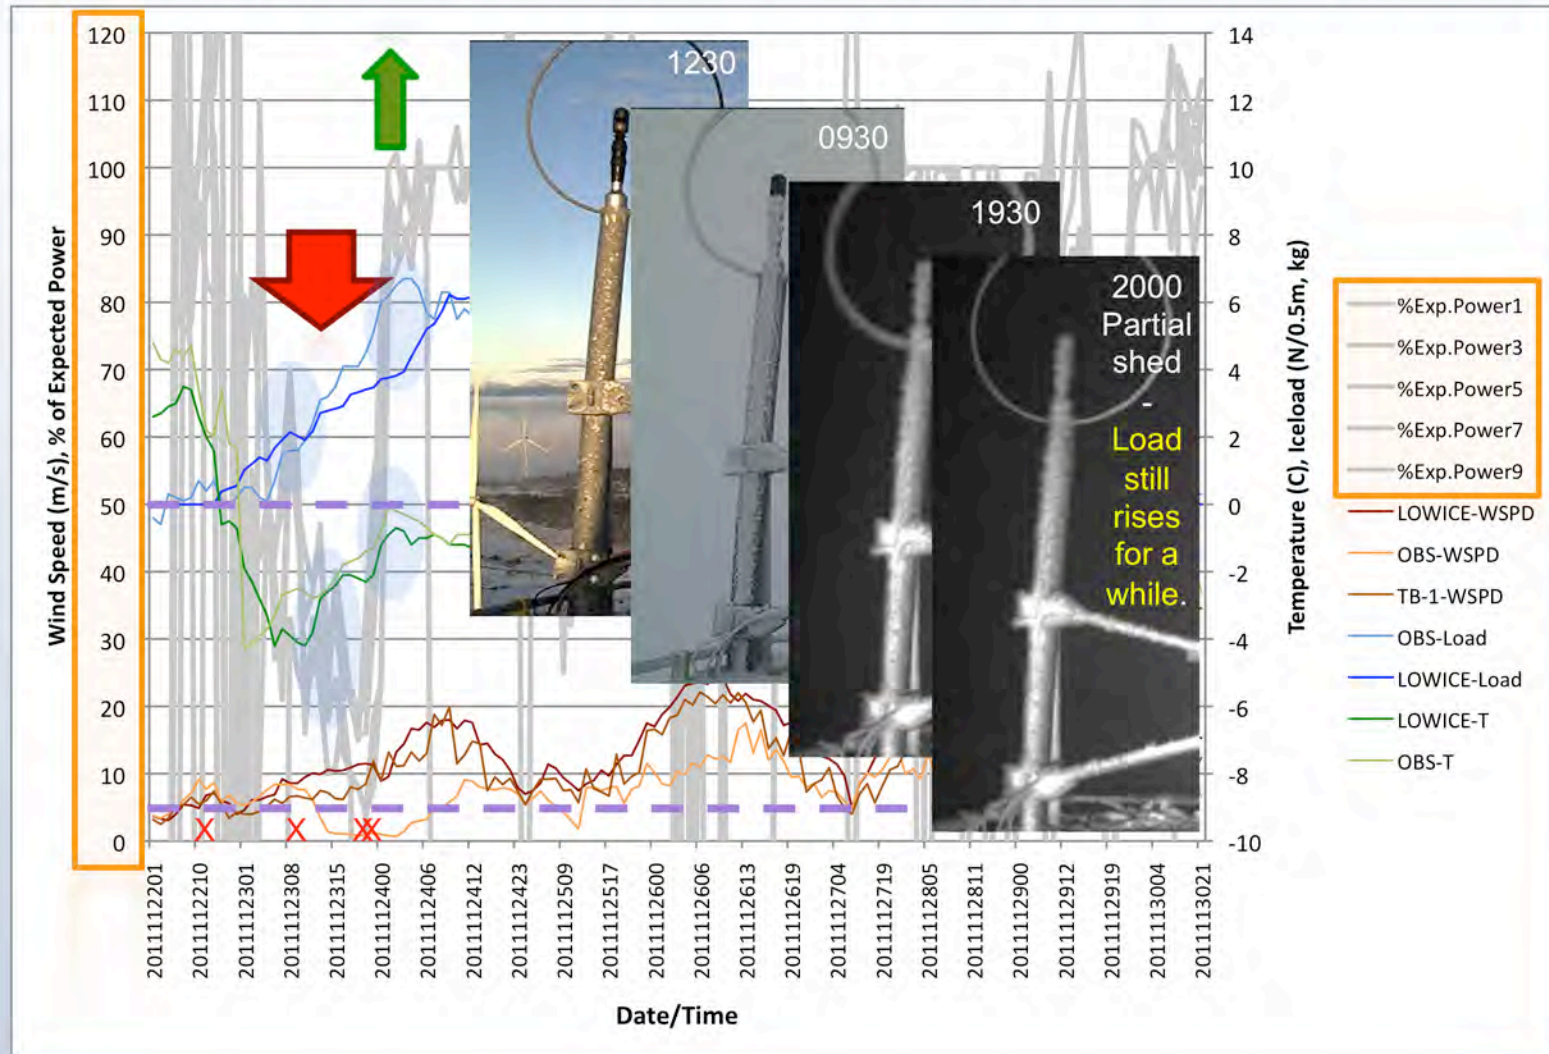 120
110
100
90
80
70
60
50
40
30
20
10
0
Wind Speed (m/s), % of Expected Power
14
12
10
8
6
4
2
0
-2
-4
-6
-8
-10
Temperature (C), Iceload (N/0.5m, kg)
1230
0930
1930
2000
Partial
shed
-
Load
still
rises
for a
while.
X
X
X
X
2011112201
2011112210
2011112301
2011112308
2011112315
2011112400
2011112406
2011112412
2011112423
2011112509
2011112517
2011112600
2011112606
2011112613
2011112619
2011112704
2011112719
2011112805
2011112811
2011112900
2011112912
2011112919
2011113004
2011113021
Date/Time
%Exp.Power1
%Exp.Power3
%Exp.Power5
%Exp.Power7
%Exp.Power9
LOWICE-WSPD
OBS-WSPD
TB-1-WSPD
OBS-Load
LOWICE-Load
LOWICE-T
OBS-T